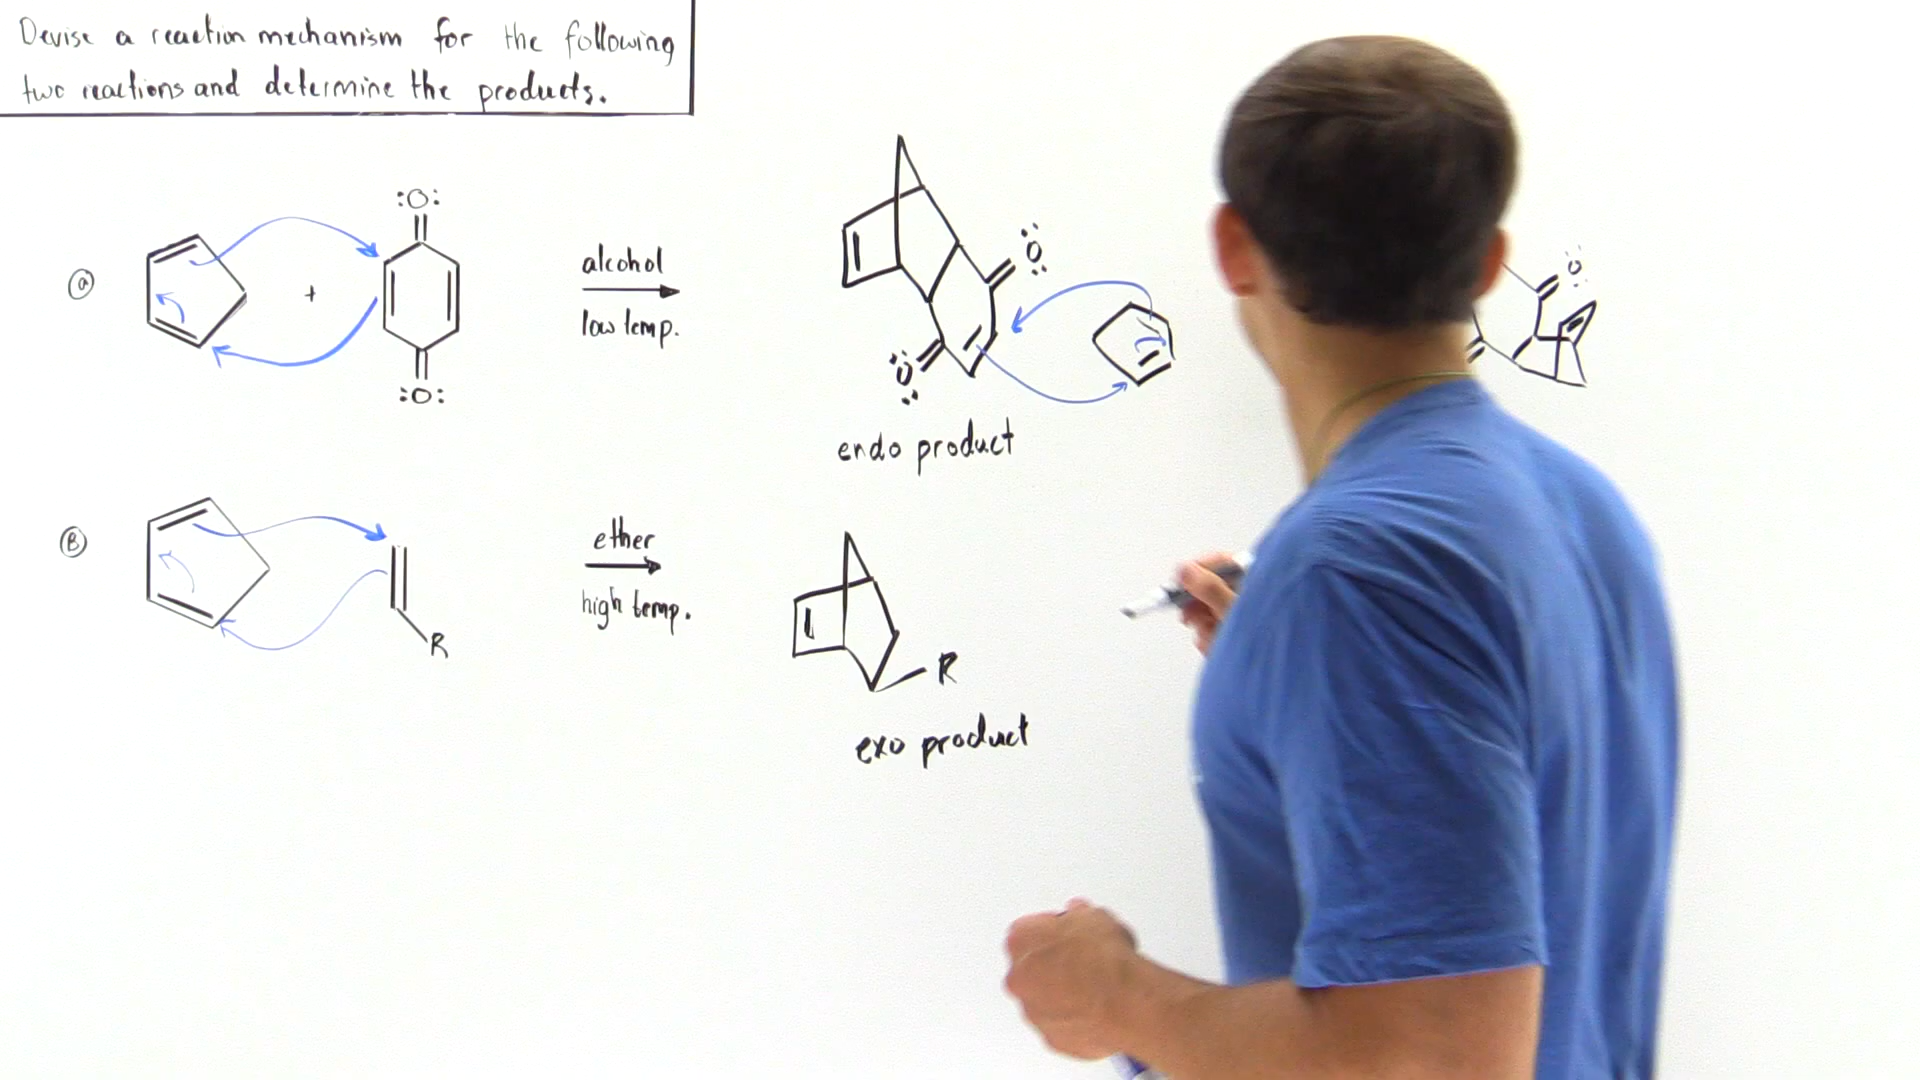 Devise a reaction mechanism for the following
two reactions and determine the products.
:O:
O
O
a
+
alcohol
low temp.
O
:O:
endo product
B
ether
high temp.
R
R
exo product